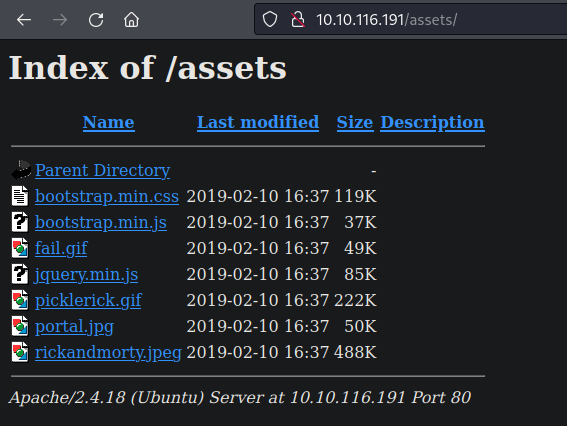 10.10.116.191/assets/
Index of /assets
Name Last modified Size Description
Parent Directory -
bootstrap.min.css 2019-02-10 16:37 119K
bootstrap.min.js 2019-02-10 16:37 37K
fail.gif 2019-02-10 16:37 49K
jquery.min.js 2019-02-10 16:37 85K
picklerick.gif 2019-02-10 16:37 222K
portal.jpg 2019-02-10 16:37 50K
rickandmorty.jpeg 2019-02-10 16:37 488K
Apache/2.4.18 (Ubuntu) Server at 10.10.116.191 Port 80